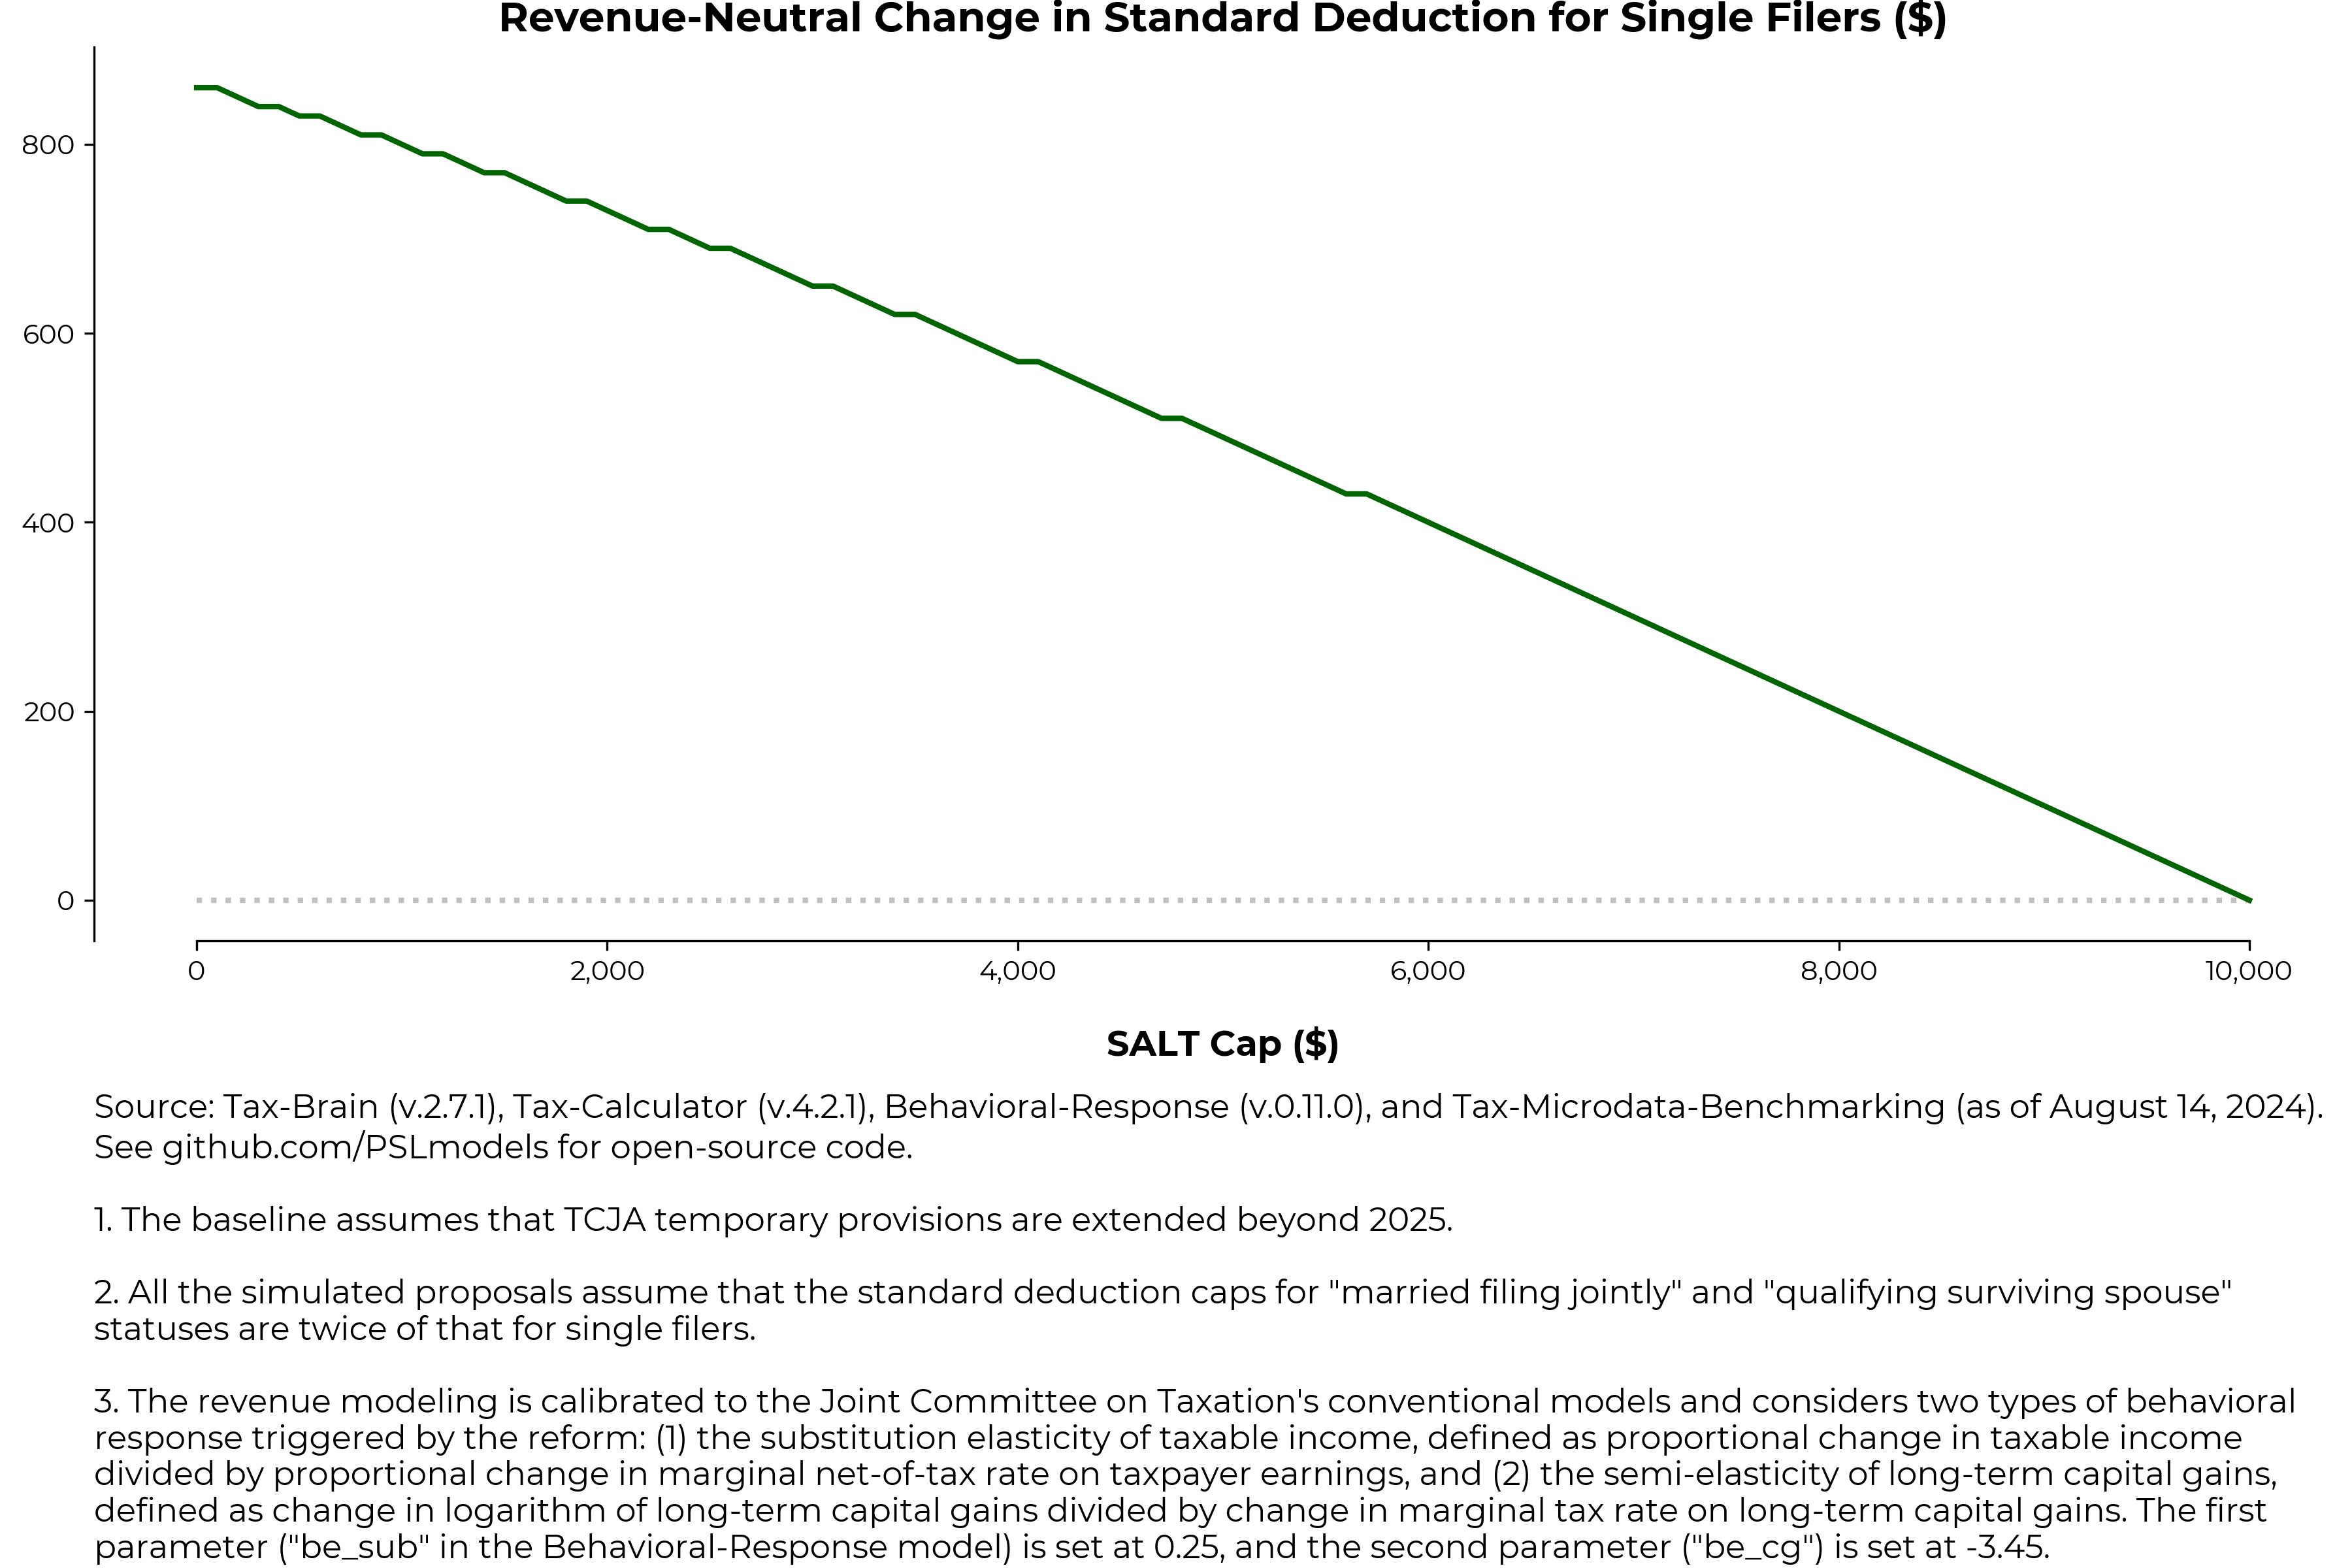 Revenue-Neutral Change in Standard Deduction for Single Filers ($)
800
600
400
200
0
0
2,000
4,000
6,000
8,000
10,000
SALT Cap ($)
Source: Tax-Brain (v.2.7.1), Tax-Calculator (v.4.2.1), Behavioral-Response (v.0.11.0), and Tax-Microdata-Benchmarking (as of August 14, 2024).
See github.com/PSLmodels for open-source code.
1. The baseline assumes that TCJA temporary provisions are extended beyond 2025.
2. All the simulated proposals assume that the standard deduction caps for "married filing jointly" and "qualifying surviving spouse"
statuses are twice of that for single filers.
3. The revenue modeling is calibrated to the Joint Committee on Taxation's conventional models and considers two types of behavioral
response triggered by the reform: (1) the substitution elasticity of taxable income, defined as proportional change in taxable income
divided by proportional change in marginal net-of-tax rate on taxpayer earnings, and (2) the semi-elasticity of long-term capital gains,
defined as change in logarithm of long-term capital gains divided by change in marginal tax rate on long-term capital gains. The first
parameter ("be_sub" in the Behavioral-Response model) is set at 0.25, and the second parameter ("be_cg") is set at -3.45.